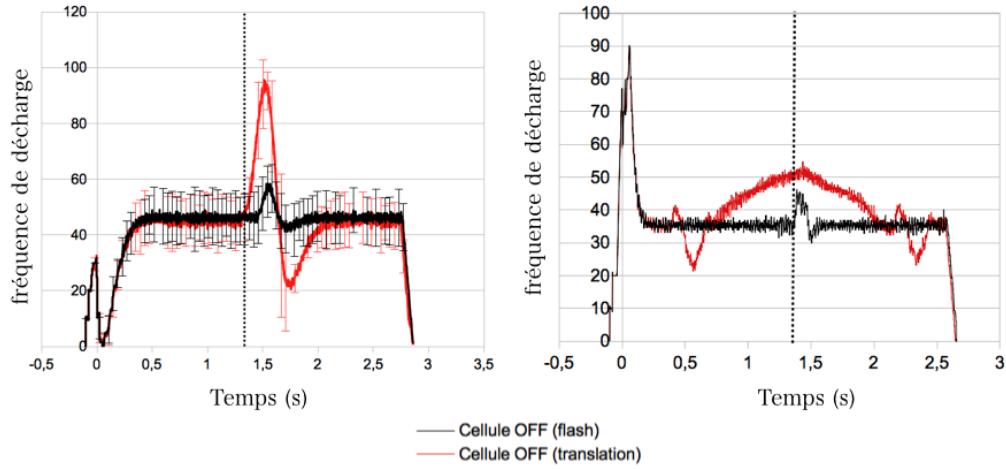 fréquence de décharge
120
100
80
60
40
20
0
-0,5 0 0,5 1 1,5 2 2,5 3 3,5
Temps (s)
fréquence de décharge
100
90
80
70
60
50
40
30
20
10
0
-0,5 0 0,5 1 1,5 2 2,5 3
Temps (s)
Cellule OFF (flash)
Cellule OFF (translation)